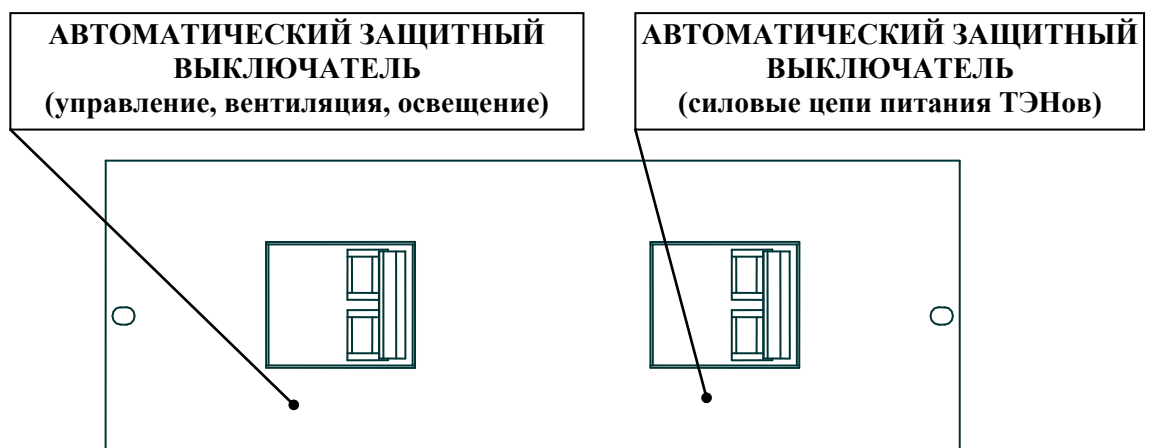 АВТОМАТИЧЕСКИЙ ЗАЩИТНЫЙ
ВЫКЛЮЧАТЕЛЬ
(управление, вентиляция, освещение)
АВТОМАТИЧЕСКИЙ ЗАЩИТНЫЙ
ВЫКЛЮЧАТЕЛЬ
(силовые цепи питания ТЭНов)